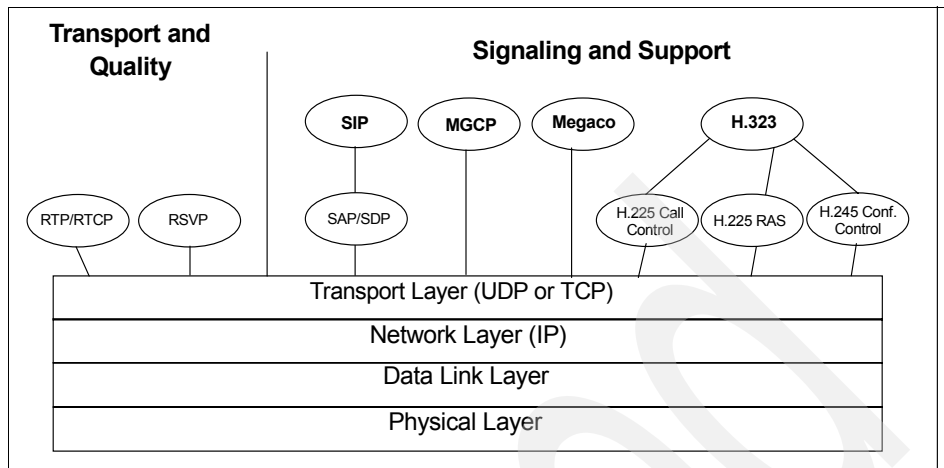 Transport and
Quality
Signaling and Support
SIP
MGCP
Megaco
H.323
RTP/RTCP
RSVP
SAP/SDP
H.225 Call
Control
H.225 RAS
H.245 Conf.
Control
Transport Layer (UDP or TCP)
Network Layer (IP)
Data Link Layer
Physical Layer